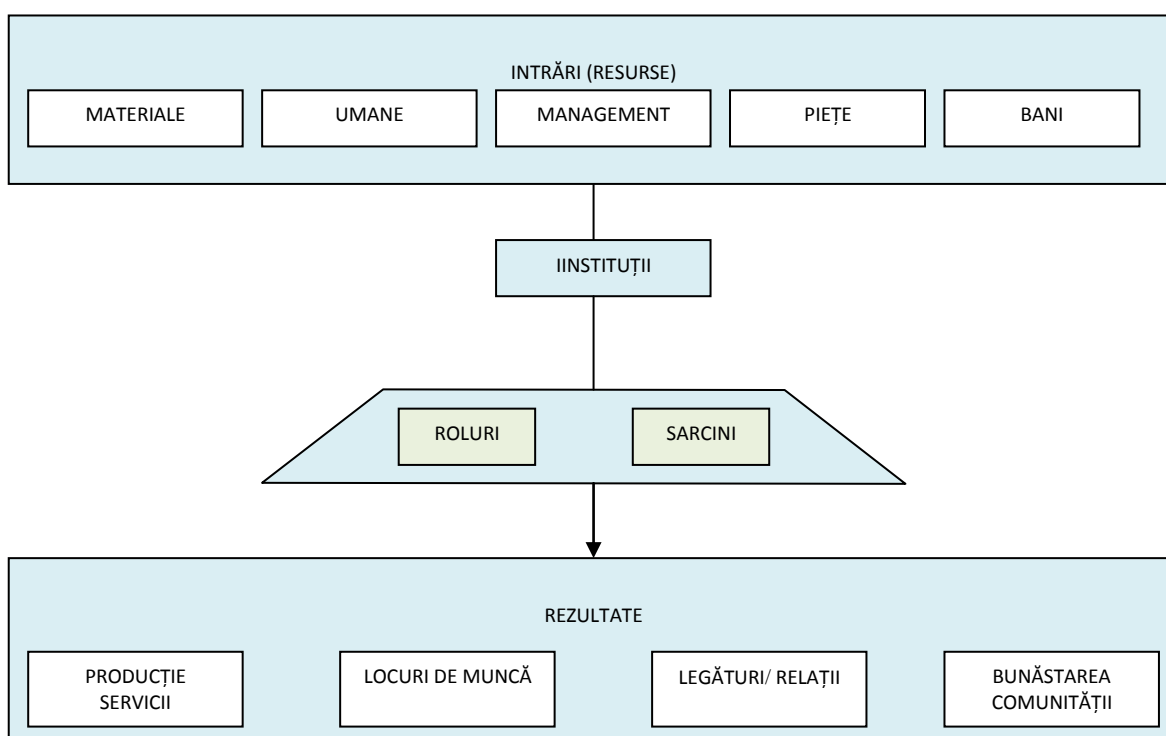 INTRĂRI (RESURSE)
MATERIALE
UMANE
MANAGEMENT
PIEȚE
BANI
IINSTITUȚII
ROLURI
SARCINI
REZULTATE
PRODUCȚIE
SERVICII
LOCURI DE MUNCĂ
LEGĂTURI/ RELAȚII
BUNĂSTAREA
COMUNITĂȚII